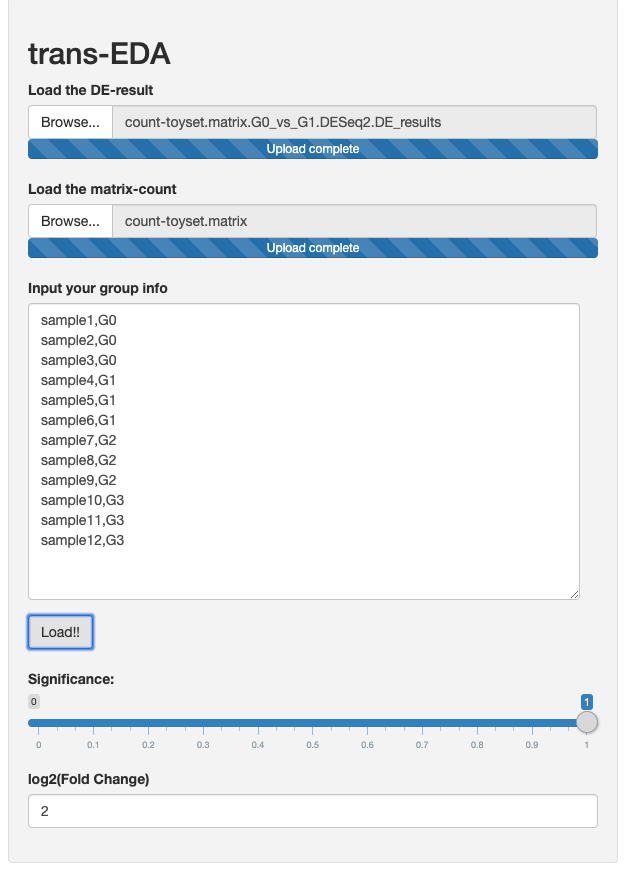 trans-EDA
Load the DE-result
Browse... count-toyset.matrix.G0_vs_G1.DESeq2.DE_results
Upload complete
Load the matrix-count
Browse... count-toyset.matrix
Upload complete
Input your group info
sample1,G0
sample2,G0
sample3,G0
sample4,G1
sample5,G1
sample6,G1
sample7,G2
sample8,G2
sample9,G2
sample10,G3
sample11,G3
sample12,G3
Load!!
Significance:
0 1
0 0.1 0.2 0.3 0.4 0.5 0.6 0.7 0.8 0.9 1
log2(Fold Change)
2